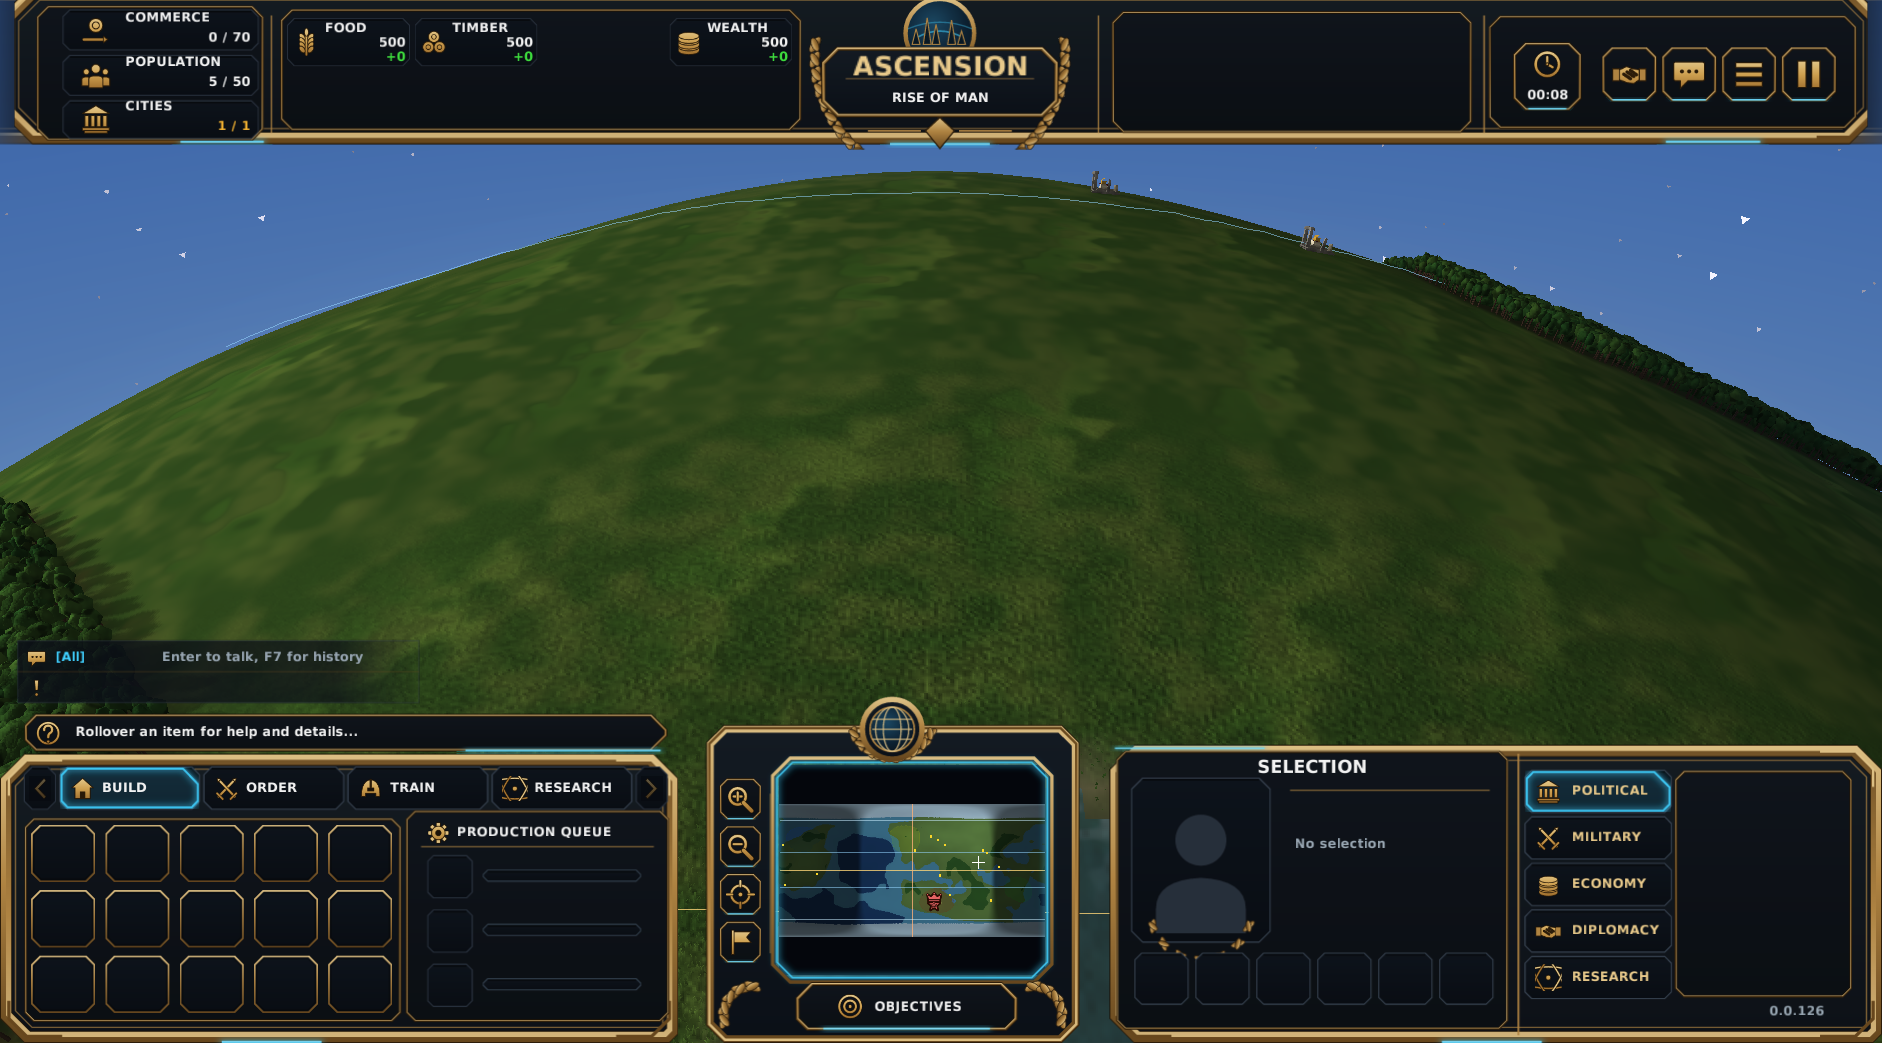 COMMERCE
0 / 70
POPULATION
5 / 50
CITIES
1 / 1
FOOD
500
+0
TIMBER
500
+0
WEALTH
500
+0
ASCENSION
RISE OF MAN
00:08
[All] Enter to talk, F7 for history
!
Rollover an item for help and details...
BUILD
ORDER
TRAIN
RESEARCH
PRODUCTION QUEUE
OBJECTIVES
SELECTION
No selection
POLITICAL
MILITARY
ECONOMY
DIPLOMACY
RESEARCH
0.0.126